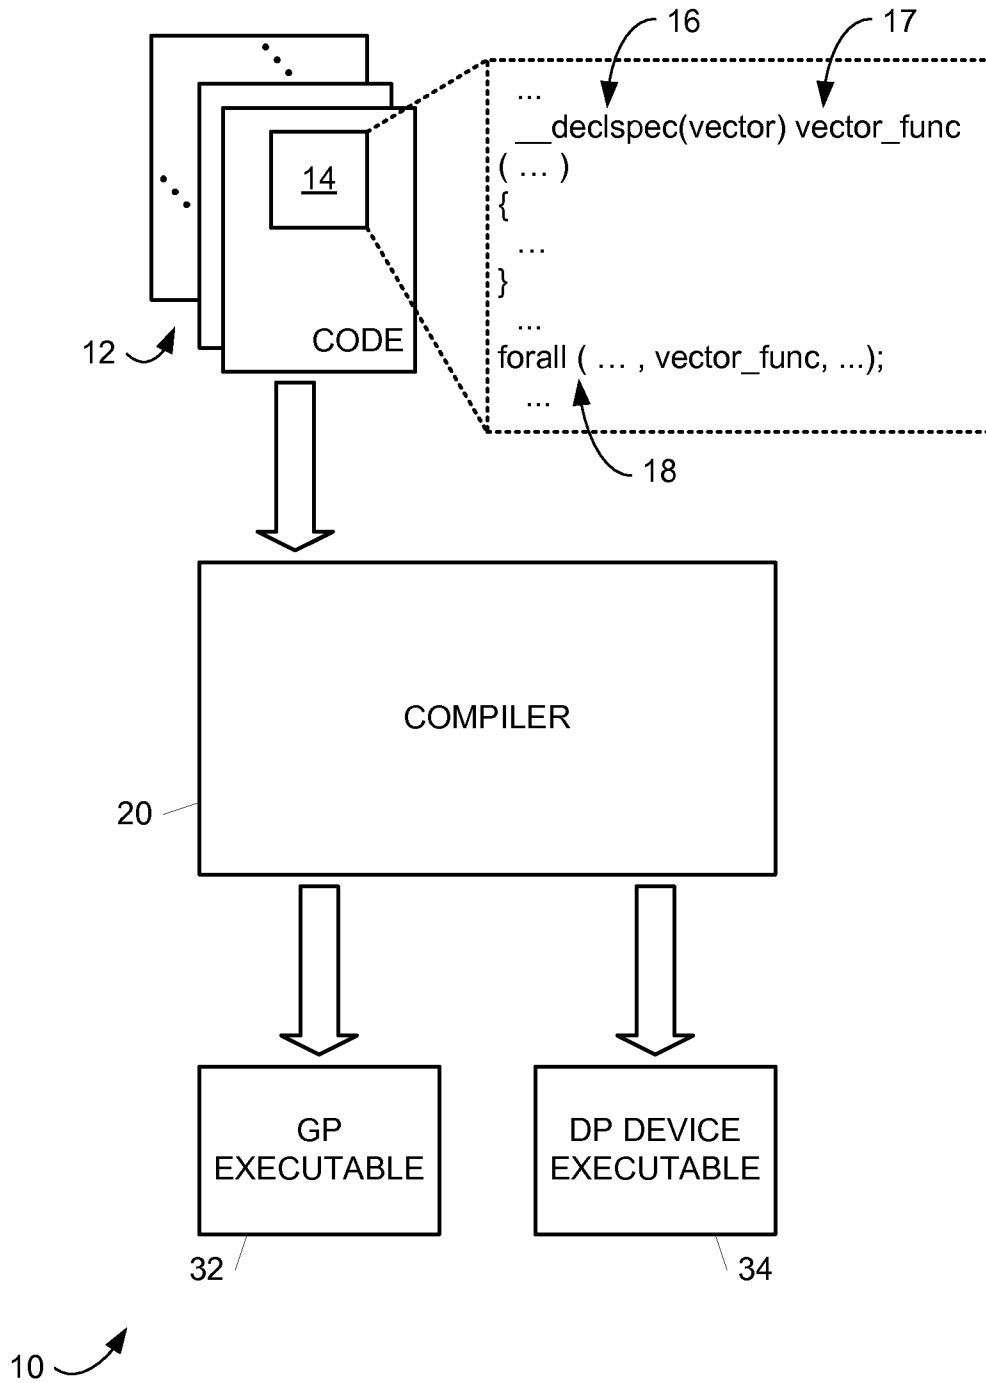 16 17
...
__declspec(vector) vector_func
( ... )
{
...
}
...
forall ( ... , vector_func, ...);
...
18
14
CODE
12
COMPILER
20
GP
EXECUTABLE
32
DP DEVICE
EXECUTABLE
34
10